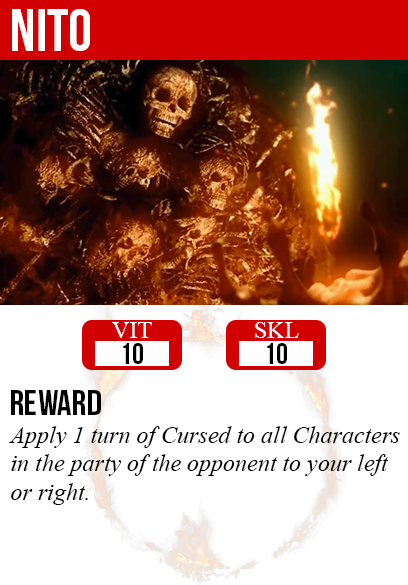 NITO
VIT
SKL
10
10
REWARD
Apply 1 turn of Cursed to all Characters
in the party of the opponent to your left
or right.